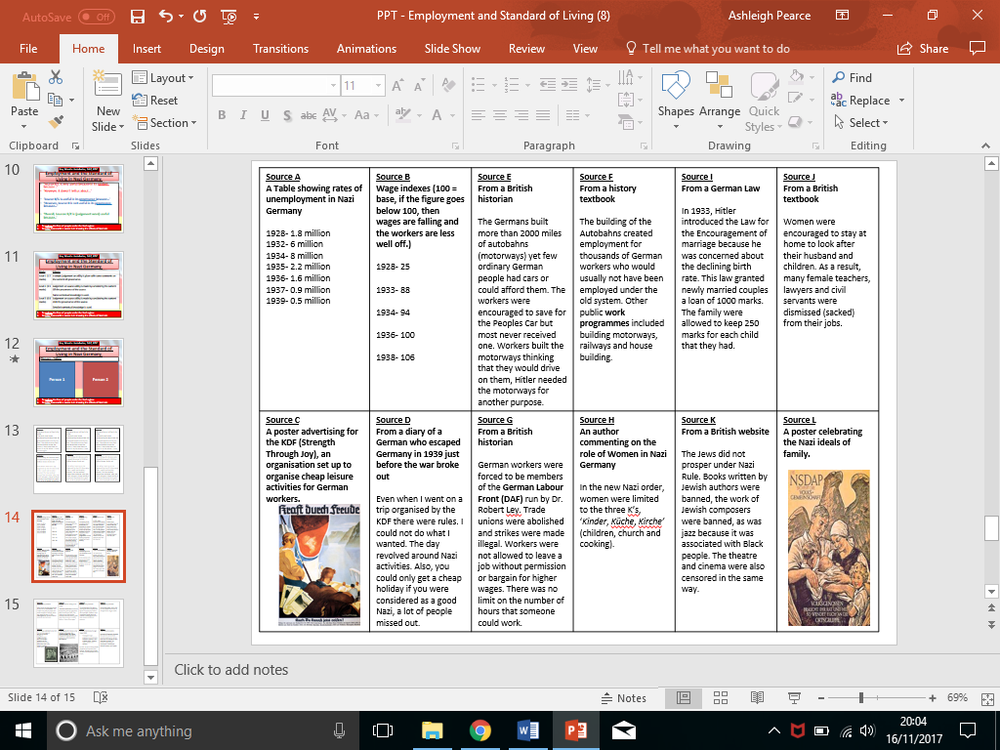 AutoSave Off
PPT - Employment and Standard of Living (8)
Ashleigh Pearce
File Home Insert Design Transitions Animations Slide Show Review View Tell me what you want to do Share
Paste
New
Slide
Layout
Reset
Section
11
B I U S abc AV Aa A
Shapes Arrange Quick
Styles
Find
Replace
Select
Clipboard Slides Font Paragraph Drawing Editing
10
11
12
13
14
15
Source A
A Table showing rates of
unemployment in Nazi
Germany
1928- 1.8 million
1932- 6 million
1934- 8 million
1935- 2.2 million
1936- 1.6 million
1937- 0.9 million
1939- 0.5 million
Source B
Wage indexes (100 =
base, if the figure goes
below 100, then
wages are falling and
the workers are less
well off.)
1928- 25
1933- 88
1934- 94
1936- 100
1938- 106
Source E
From a British
historian
The Germans built
more than 2000 miles
of autobahns
(motorways) yet few
ordinary German
people had cars or
could afford them. The
workers were
encouraged to save for
the Peoples Car but
most never received
one. Workers built the
motorways thinking
that they would drive
on them, Hitler needed
the motorways for
another purpose.
Source F
From a history
textbook
The building of the
Autobahns created
employment for
thousands of German
workers who would
usually not have been
employed under the
old system. Other
public work
programmes included
building motorways,
railways and house
building.
Source I
From a German Law
In 1933, Hitler
introduced the Law for
the Encouragement of
marriage because he
was concerned about
the declining birth
rate. This law granted
newly married couples
a loan of 1000 marks.
The family were
allowed to keep 250
marks for each child
that they had.
Source J
From a British
textbook
Women were
encouraged to stay at
home to look after
their husband and
children. As a result,
many female teachers,
lawyers and civil
servants were
dismissed (sacked)
from their jobs.
Source C
A poster advertising for
the KDF (Strength
Through Joy), an
organisation set up to
organise cheap leisure
activities for German
workers.
Kraft durch Freude
Source D
From a diary of a
German who escaped
Germany in 1939 just
before the war broke
out
Even when I went on a
trip organised by the
KDF there were rules. I
could not do what I
wanted. The day
revolved around Nazi
activities. Also, you
could only get a cheap
holiday if you were
considered as a good
Nazi, a lot of people
missed out.
Source G
From a British
historian
German workers were
forced to be members
of the German Labour
Front (DAF) run by Dr.
Robert Ley. Trade
unions were abolished
and strikes were made
illegal. Workers were
not allowed to leave a
job without permission
or bargain for higher
wages. There was no
limit on the number of
hours that someone
could work.
Source H
An author
commenting on the
role of Women in Nazi
Germany
In the new Nazi order,
women were limited
to the three K's,
'Kinder, Küche, Kirche'
(children, church and
cooking).
Source K
From a British website
The Jews did not
prosper under Nazi
Rule. Books written by
Jewish authors were
banned, the work of
Jewish composers
were banned, as was
jazz because it was
associated with Black
people. The theatre
and cinema were also
censored in the same
way.
Source L
A poster celebrating
the Nazi ideals of
family.
NSDAP
VOLKS-
GEMEINSCHAFT
Click to add notes
Slide 14 of 15
Notes
69%
Ask me anything
20:04
16/11/2017